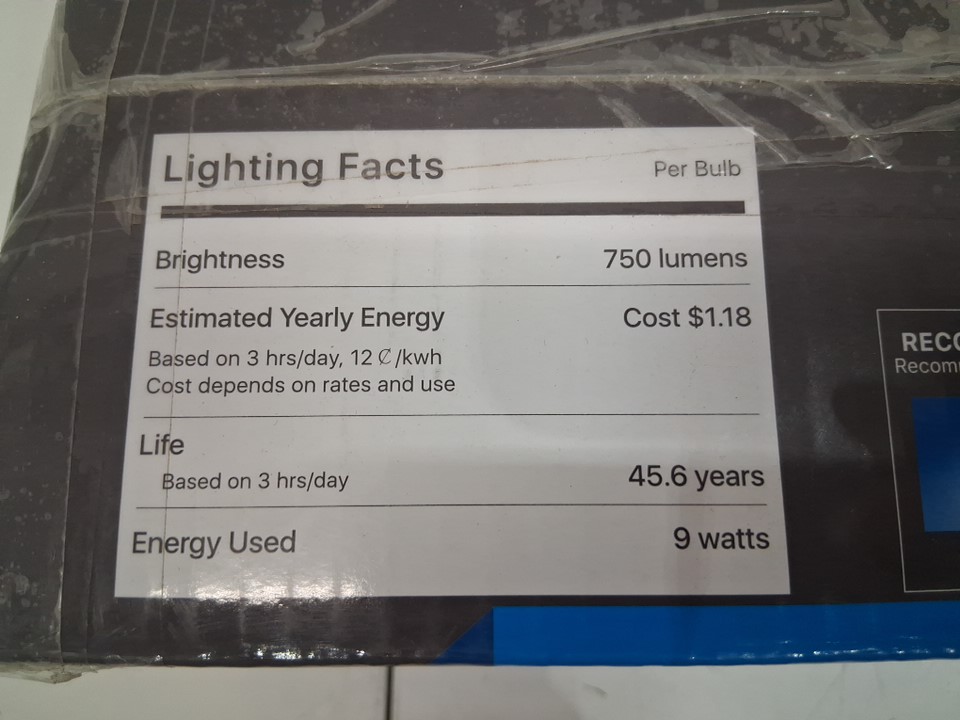 Lighting Facts Per Bulb
Brightness 750 lumens
Estimated Yearly Energy Cost $1.18
Based on 3 hrs/day, 12 ₵/kwh
Cost depends on rates and use
Life
Based on 3 hrs/day 45.6 years
Energy Used 9 watts